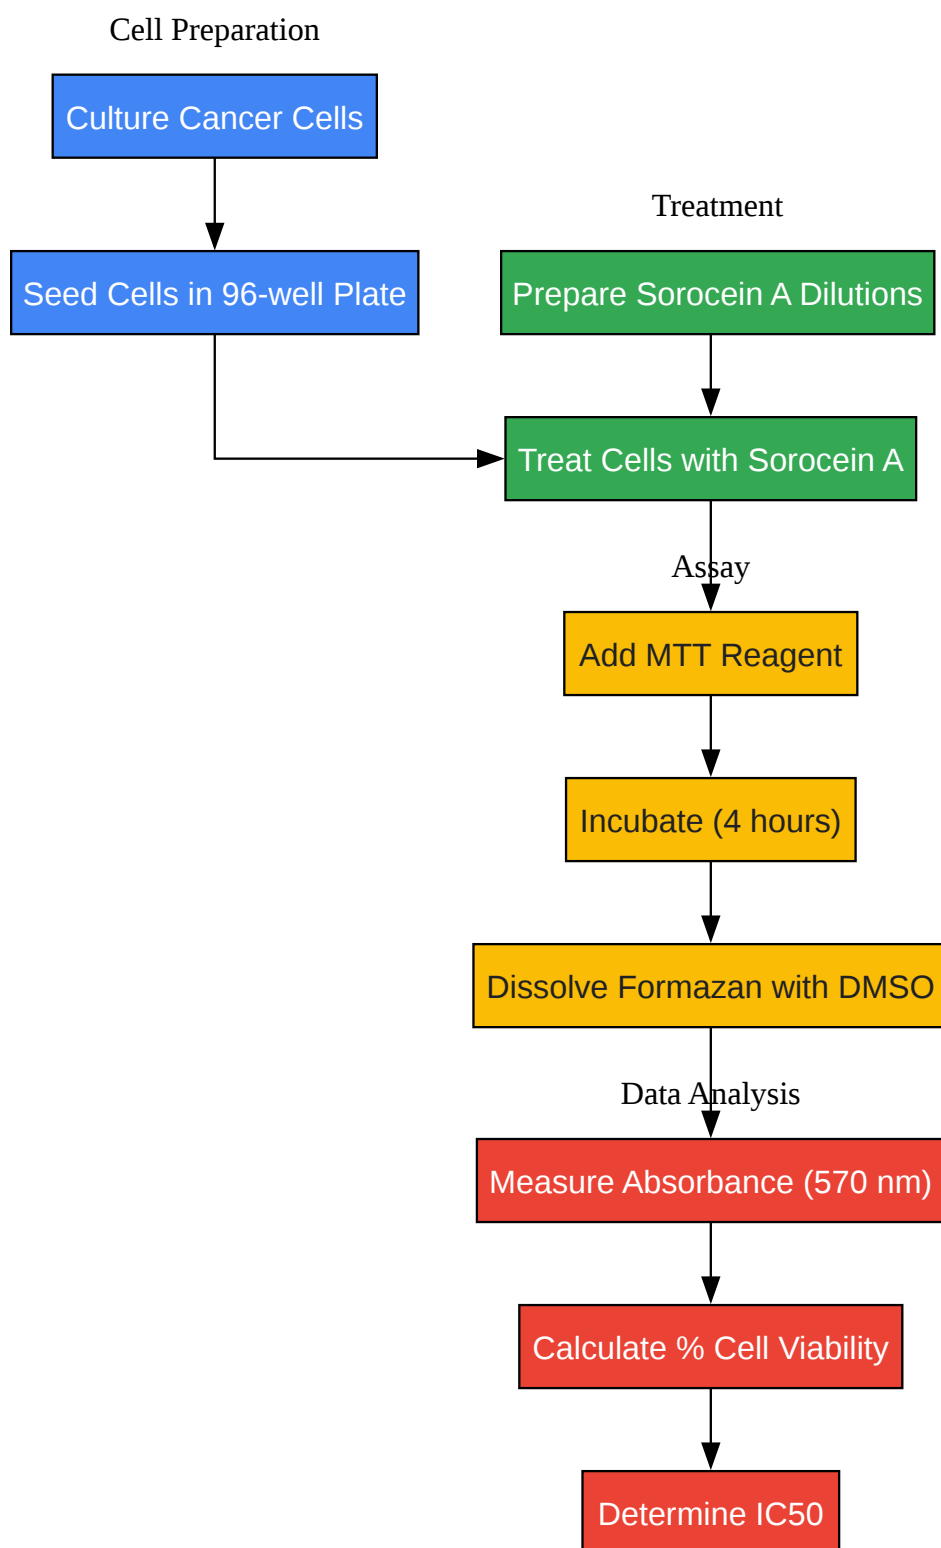 Cell Preparation
Culture Cancer Cells
Seed Cells in 96-well Plate
Treatment
Prepare Sorocein A Dilutions
Treat Cells with Sorocein A
Assay
Add MTT Reagent
Incubate (4 hours)
Dissolve Formazan with DMSO
Data Analysis
Measure Absorbance (570 nm)
Calculate % Cell Viability
Determine IC50